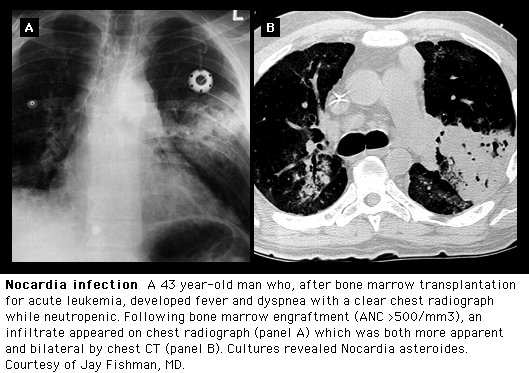 A
L
B
Nocardia infection A 43 year-old man who, after bone marrow transplantation
for acute leukemia, developed fever and dyspnea with a clear chest radiograph
while neutropenic. Following bone marrow engraftment (ANC >500/mm3), an
infiltrate appeared on chest radiograph (panel A) which was both more apparent
and bilateral by chest CT (panel B). Cultures revealed Nocardia asteroides.
Courtesy of Jay Fishman, MD.